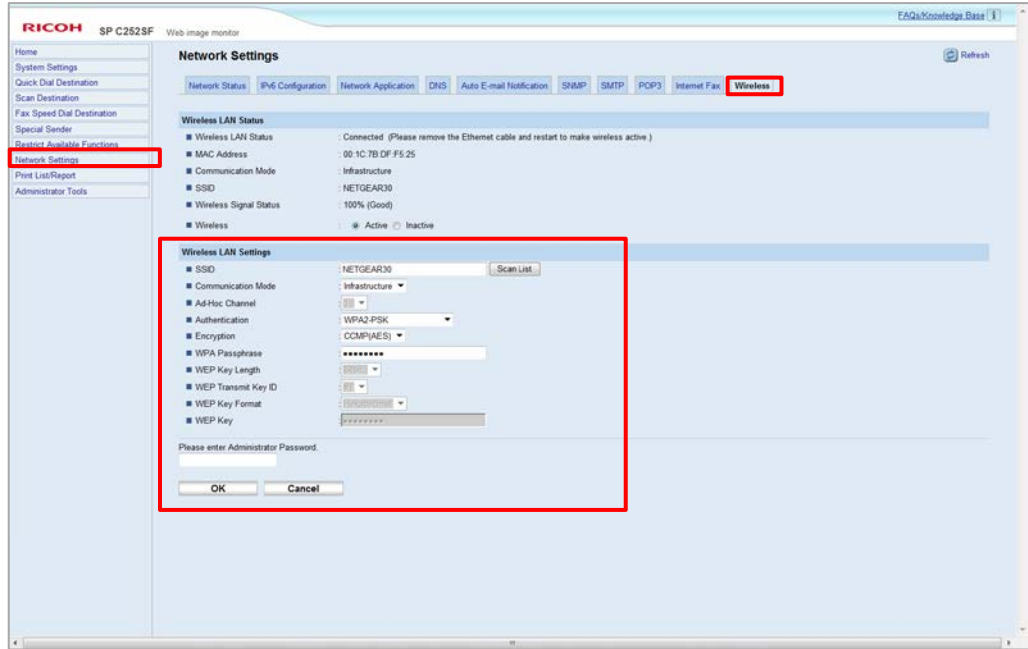 FAQs/Knowledge Base
RICOH SP C252SF Web image monitor
Home
System Settings
Quick Dial Destination
Scan Destination
Fax Speed Dial Destination
Special Sender
Restrict Available Functions
Network Settings
Print List/Report
Administrator Tools
Network Settings
Refresh
Network Status IPv6 Configuration Network Application DNS Auto E-mail Notification SNMP SMTP POP3 Internet Fax Wireless
Wireless LAN Status
Wireless LAN Status : Connected (Please remove the Ethernet cable and restart to make wireless active.)
MAC Address : 00:1C:7B:DF:F5:25
Communication Mode : Infrastructure
SSID : NETGEAR30
Wireless Signal Status : 100% (Good)
Wireless : Active Inactive
Wireless LAN Settings
SSID : NETGEAR30 Scan List
Communication Mode : Infrastructure
Ad-Hoc Channel :
Authentication : WPA2-PSK
Encryption : CCMP(AES)
WPA Passphrase : ••••••••
WEP Key Length :
WEP Transmit Key ID :
WEP Key Format :
WEP Key : ••••••••
Please enter Administrator Password.
OK Cancel